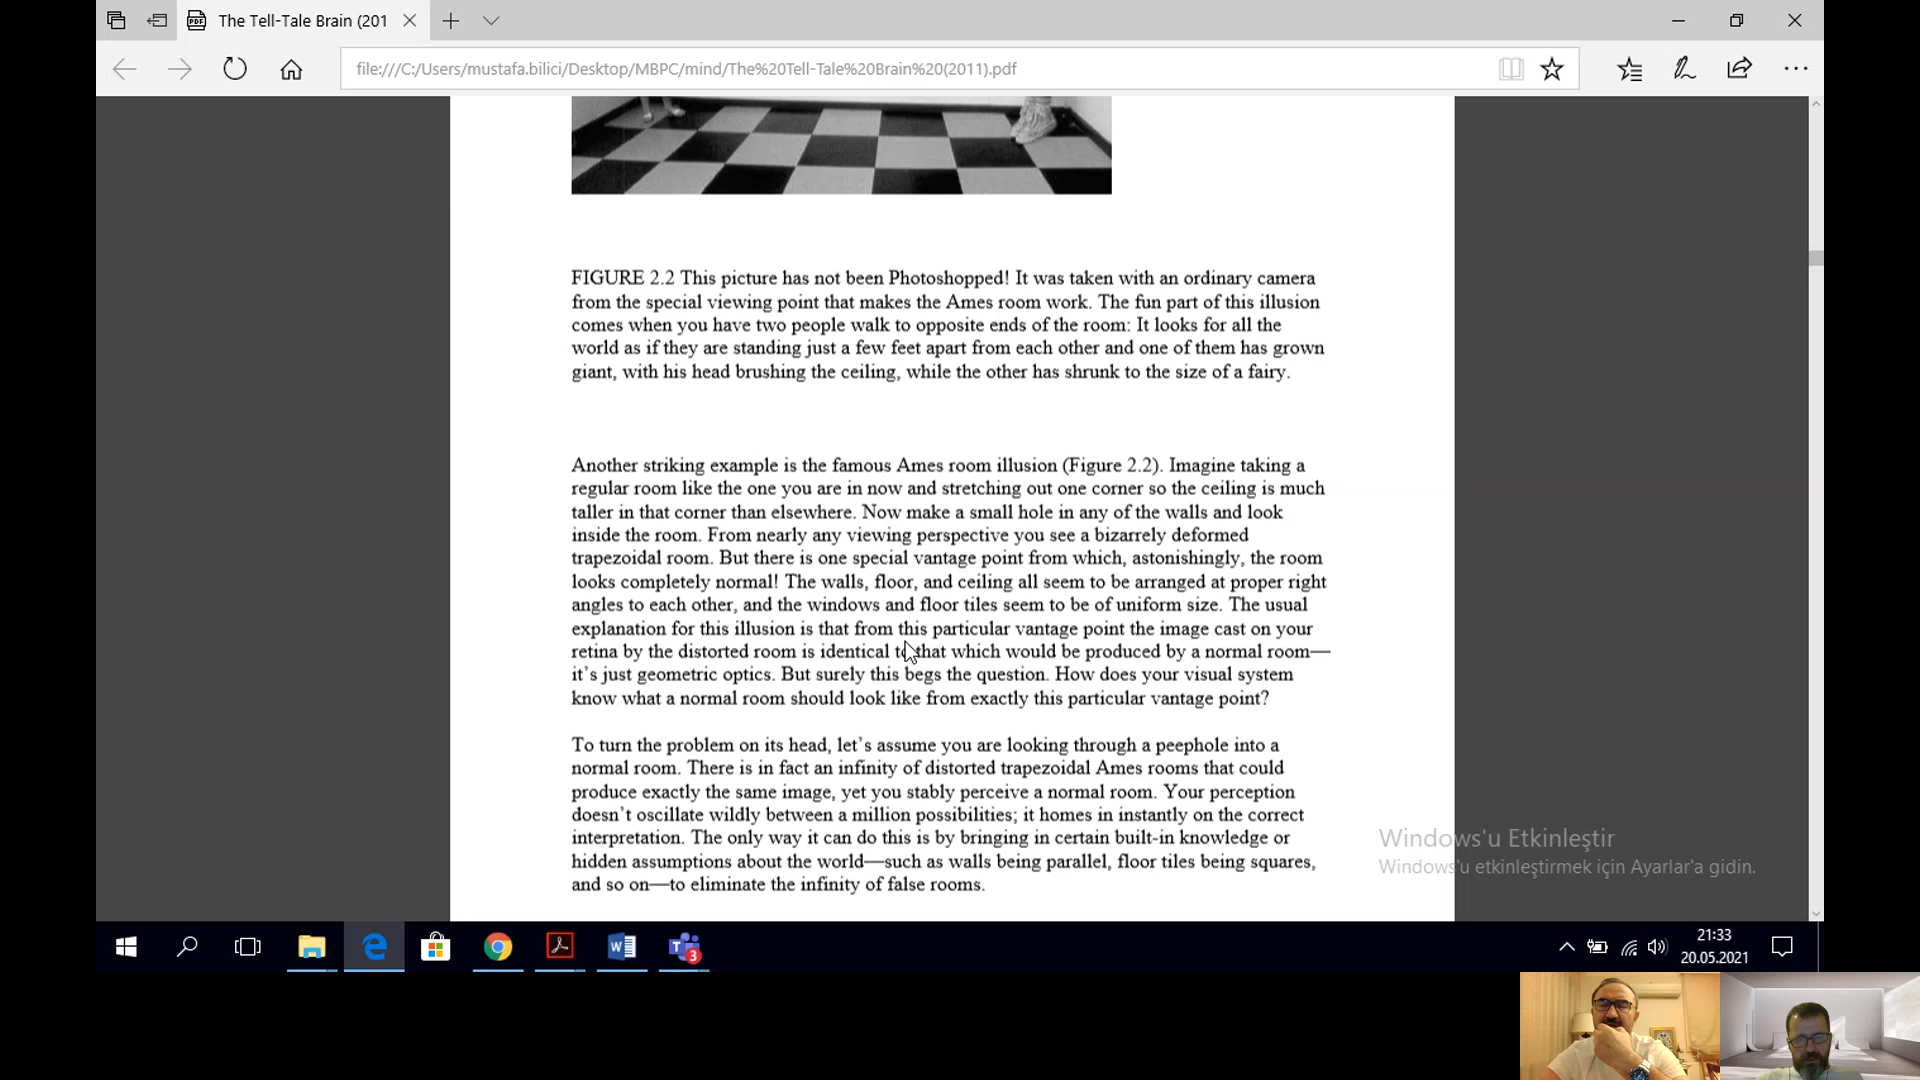 The Tell-Tale Brain (201
file:///C:/Users/mustafa.bilici/Desktop/MBPC/mind/The%20Tell-Tale%20Brain%20(2011).pdf
FIGURE 2.2 This picture has not been Photoshopped! It was taken with an ordinary camera
from the special viewing point that makes the Ames room work. The fun part of this illusion
comes when you have two people walk to opposite ends of the room: It looks for all the
world as if they are standing just a few feet apart from each other and one of them has grown
giant, with his head brushing the ceiling, while the other has shrunk to the size of a fairy.
Another striking example is the famous Ames room illusion (Figure 2.2). Imagine taking a
regular room like the one you are in now and stretching out one corner so the ceiling is much
taller in that corner than elsewhere. Now make a small hole in any of the walls and look
inside the room. From nearly any viewing perspective you see a bizarrely deformed
trapezoidal room. But there is one special vantage point from which, astonishingly, the room
looks completely normal! The walls, floor, and ceiling all seem to be arranged at proper right
angles to each other, and the windows and floor tiles seem to be of uniform size. The usual
explanation for this illusion is that from this particular vantage point the image cast on your
retina by the distorted room is identical to that which would be produced by a normal room—
it's just geometric optics. But surely this begs the question. How does your visual system
know what a normal room should look like from exactly this particular vantage point?
To turn the problem on its head, let's assume you are looking through a peephole into a
normal room. There is in fact an infinity of distorted trapezoidal Ames rooms that could
produce exactly the same image, yet you stably perceive a normal room. Your perception
doesn't oscillate wildly between a million possibilities; it homes in instantly on the correct
interpretation. The only way it can do this is by bringing in certain built-in knowledge or
hidden assumptions about the world—such as walls being parallel, floor tiles being squares,
and so on—to eliminate the infinity of false rooms.
Windows'u Etkinleştir
Windows'u etkinleştirmek için Ayarlar'a gidin.
3
21:33
20.05.2021